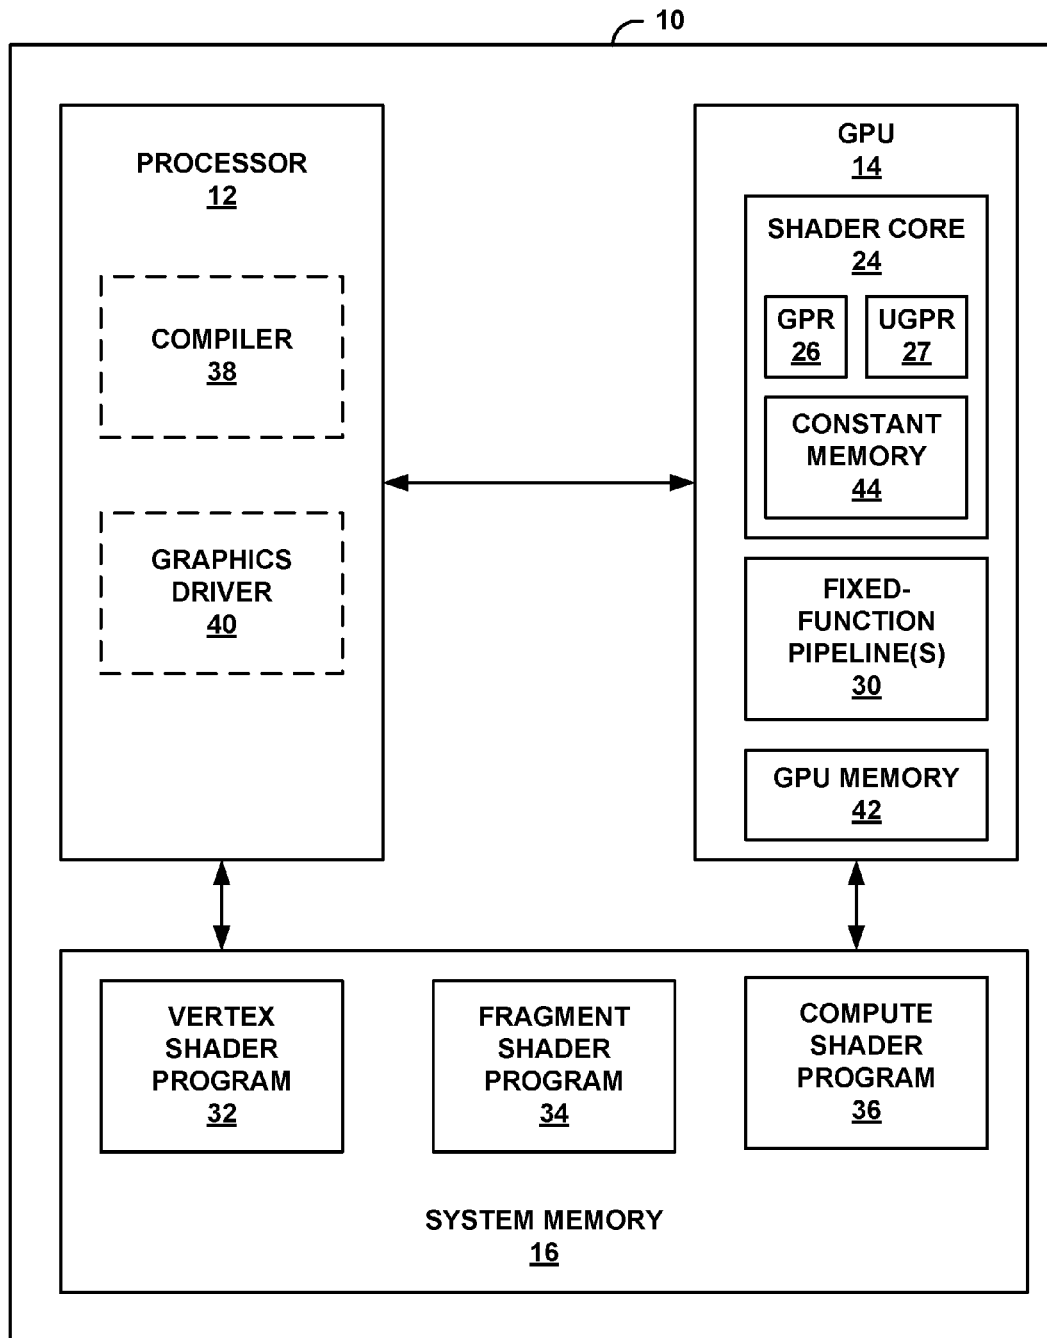 10
PROCESSOR
12
COMPILER
38
GRAPHICS
DRIVER
40
GPU
14
SHADER CORE
24
GPR
26
UGPR
27
CONSTANT
MEMORY
44
FIXED-
FUNCTION
PIPELINE(S)
30
GPU MEMORY
42
VERTEX
SHADER
PROGRAM
32
FRAGMENT
SHADER
PROGRAM
34
COMPUTE
SHADER
PROGRAM
36
SYSTEM MEMORY
16